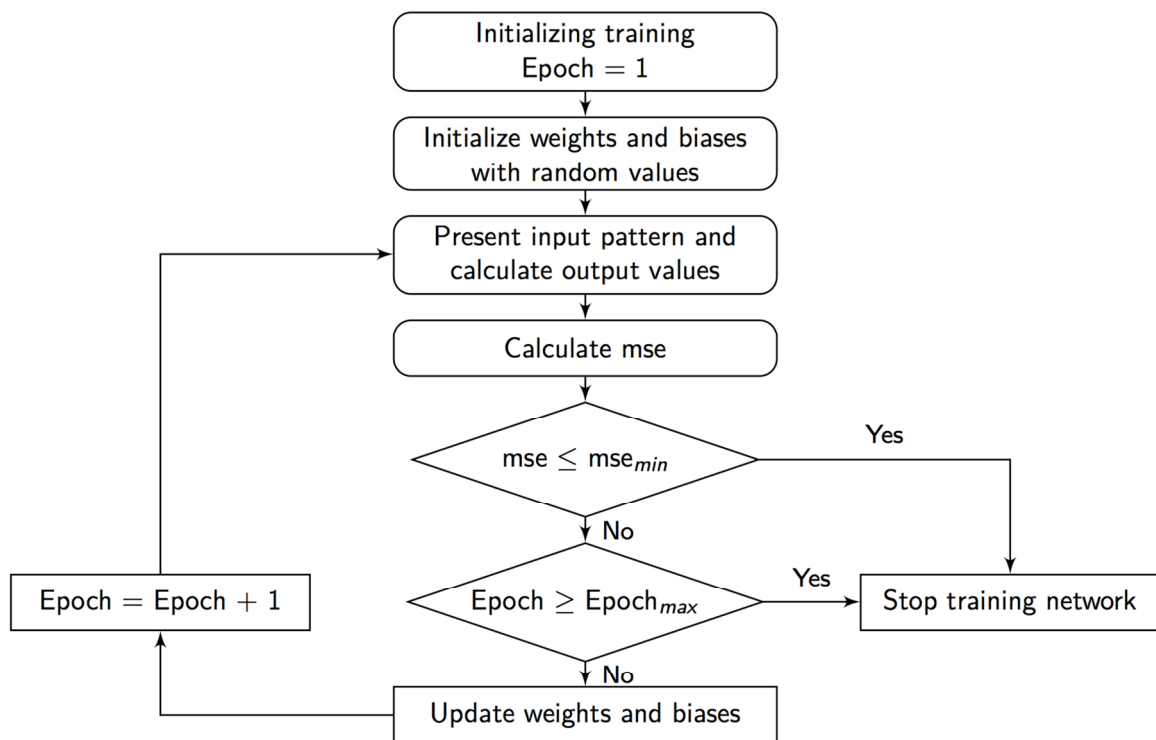 Initializing training
Epoch = 1
Initialize weights and biases
with random values
Present input pattern and
calculate output values
Calculate mse
mse ≤ mse_min
Yes
No
Epoch = Epoch + 1
Epoch ≥ Epoch_max
Yes
Stop training network
No
Update weights and biases